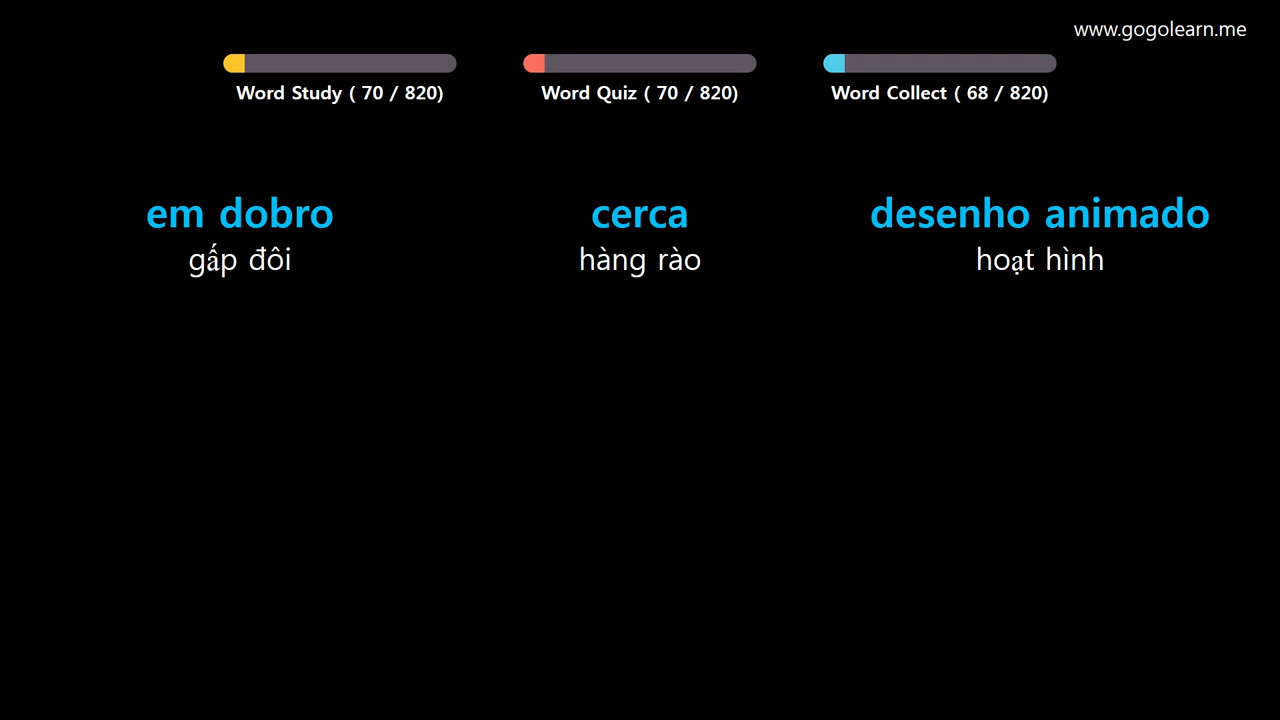 www.gogolearn.me
Word Study ( 70 / 820)
Word Quiz ( 70 / 820)
Word Collect ( 68 / 820)
em dobro
gấp đôi
cerca
hàng rào
desenho animado
hoạt hình